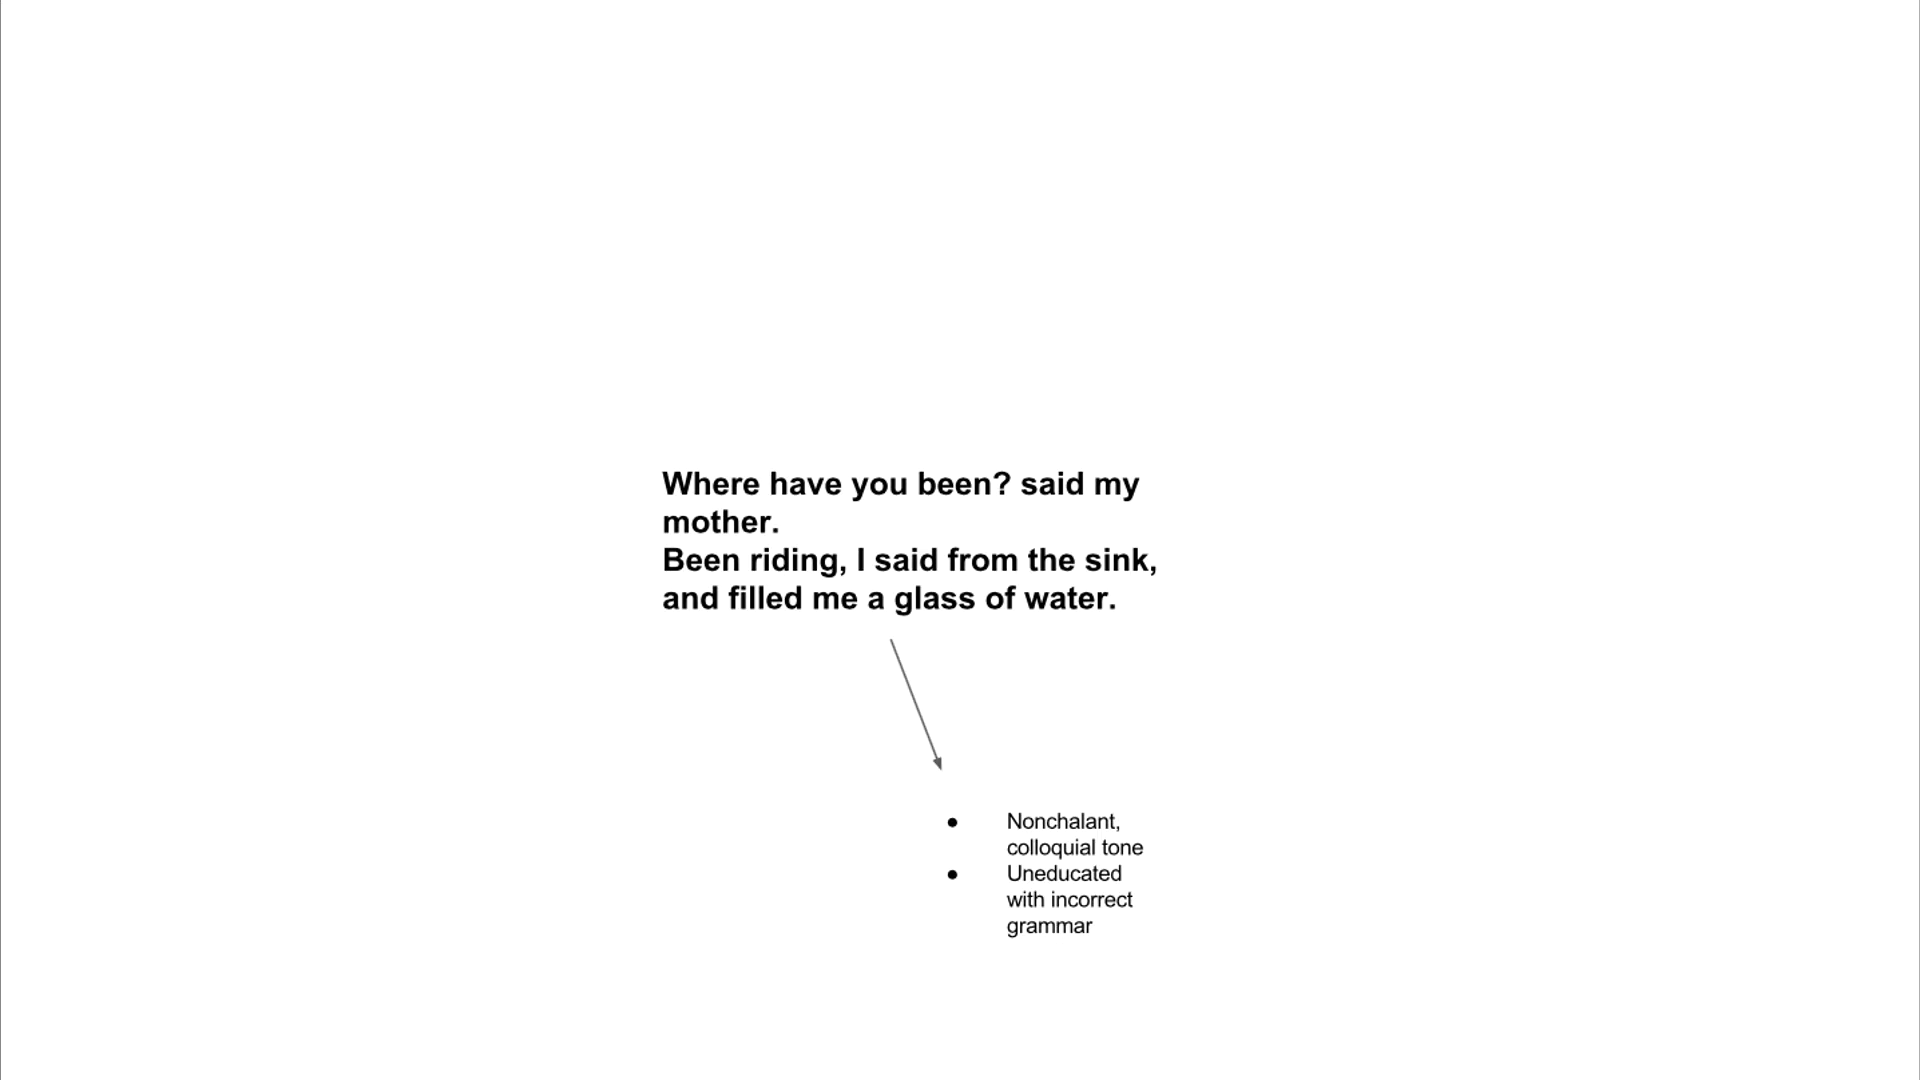 Where have you been? said my
mother.
Been riding, I said from the sink,
and filled me a glass of water.
● Nonchalant,
colloquial tone
● Uneducated
with incorrect
grammar